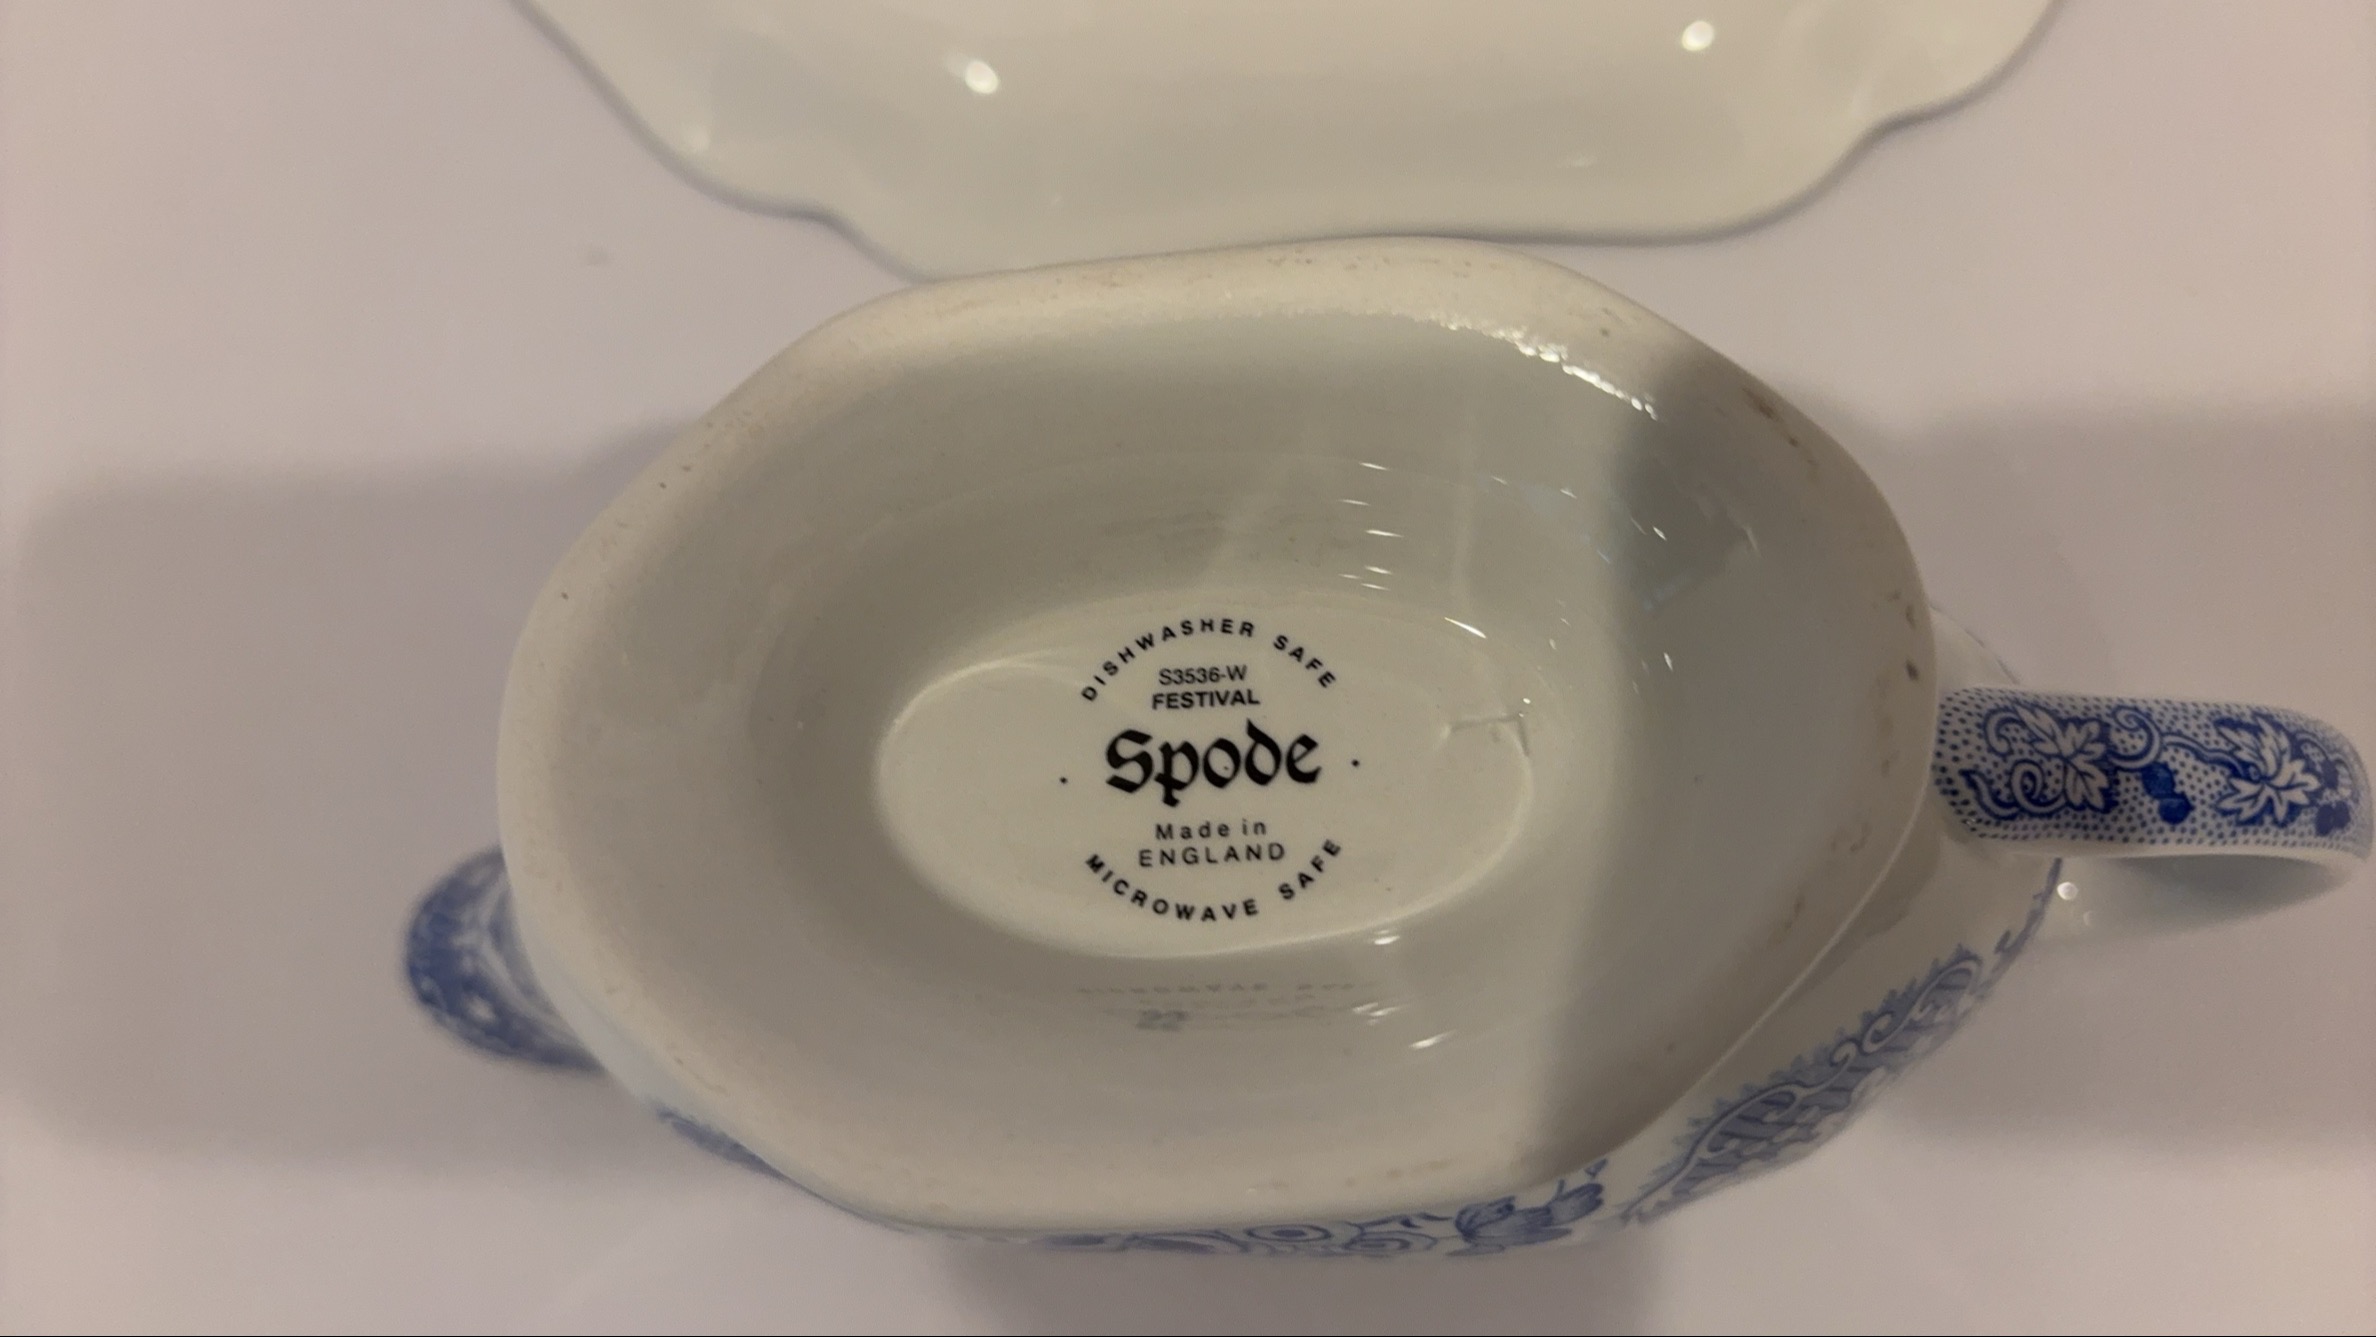 DISHWASHER SAFE
S3536-W
FESTIVAL
Spode
Made in
ENGLAND
MICROWAVE SAFE